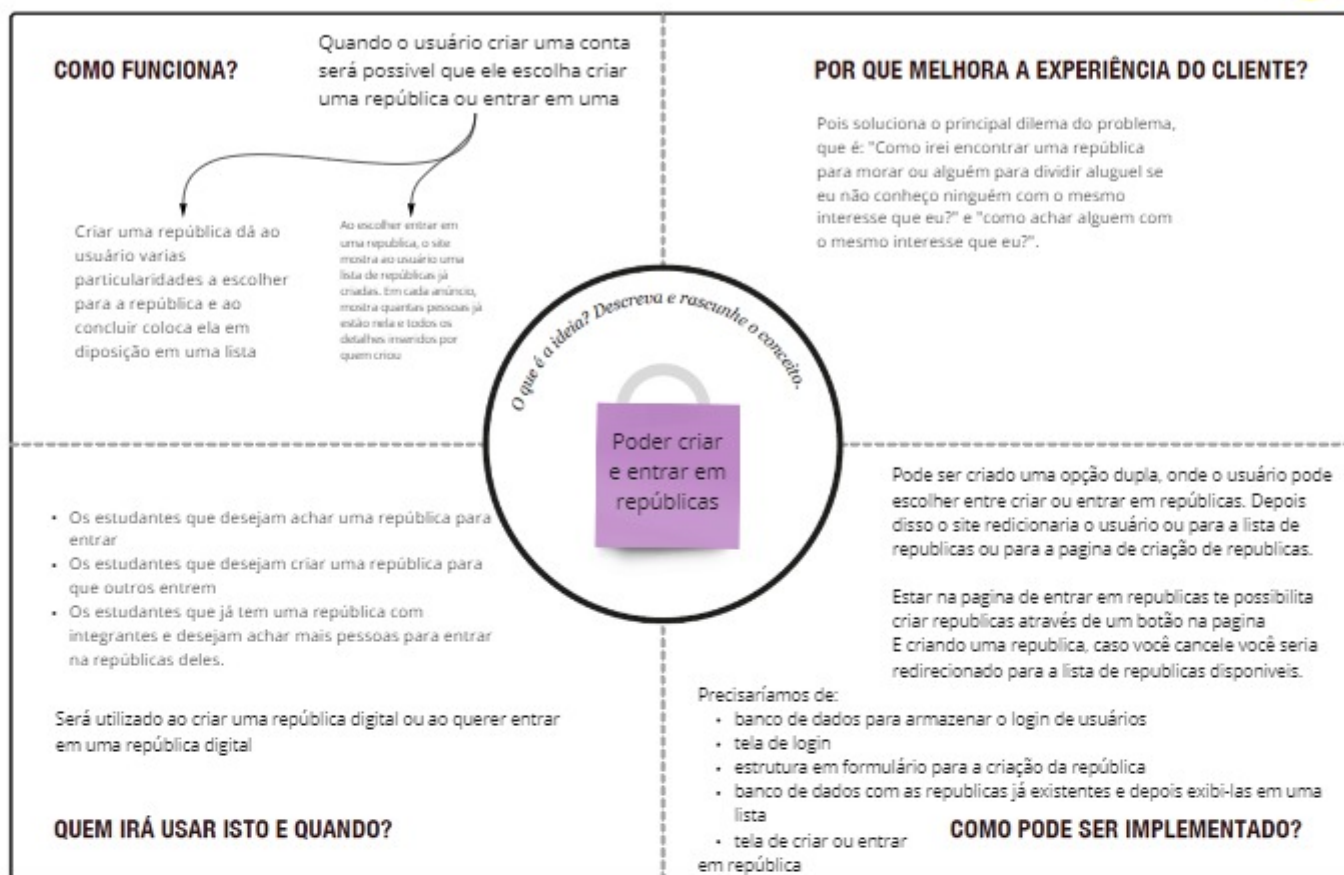 COMO FUNCIONA?
Quando o usuário criar uma conta
será possivel que ele escolha criar
uma república ou entrar em uma
Criar uma república dá ao
usuário varias
particularidades a escolher
para a república e ao
concluir coloca ela em
diposição em uma lista
Ao escolher entrar em
uma republica, o site
mostra ao usuário uma
lista de repúblicas já
criadas. Em cada anúncio,
mostra quantas pessoas já
estão nela e todos os
detalhes inseridos por
quem criou
POR QUE MELHORA A EXPERIÊNCIA DO CLIENTE?
Pois soluciona o principal dilema do problema,
que é: "Como irei encontrar uma república
para morar ou alguém para dividir aluguel se
eu não conheço ninguém com o mesmo
interesse que eu?" e "como achar alguem com
o mesmo interesse que eu?".
O que é a ideia? Descreva e rascunhe o conceito.
Poder criar
e entrar em
repúblicas
• Os estudantes que desejam achar uma república para
entrar
• Os estudantes que desejam criar uma república para
que outros entrem
• Os estudantes que já tem uma república com
integrantes e desejam achar mais pessoas para entrar
na repúblicas deles.
Será utilizado ao criar uma república digital ou ao querer entrar
em uma república digital
QUEM IRÁ USAR ISTO E QUANDO?
Pode ser criado uma opção dupla, onde o usuário pode
escolher entre criar ou entrar em repúblicas. Depois
disso o site redicionaria o usuário ou para a lista de
republicas ou para a pagina de criação de republicas.
Estar na pagina de entrar em republicas te possibilita
criar republicas através de um botão na pagina
E criando uma republica, caso você cancele você seria
redirecionado para a lista de republicas disponiveis.
Precisaríamos de:
• banco de dados para armazenar o login de usuários
• tela de login
• estrutura em formulário para a criação da república
• banco de dados com as republicas já existentes e depois exibi-las em uma
lista
• tela de criar ou entrar
em república
COMO PODE SER IMPLEMENTADO?